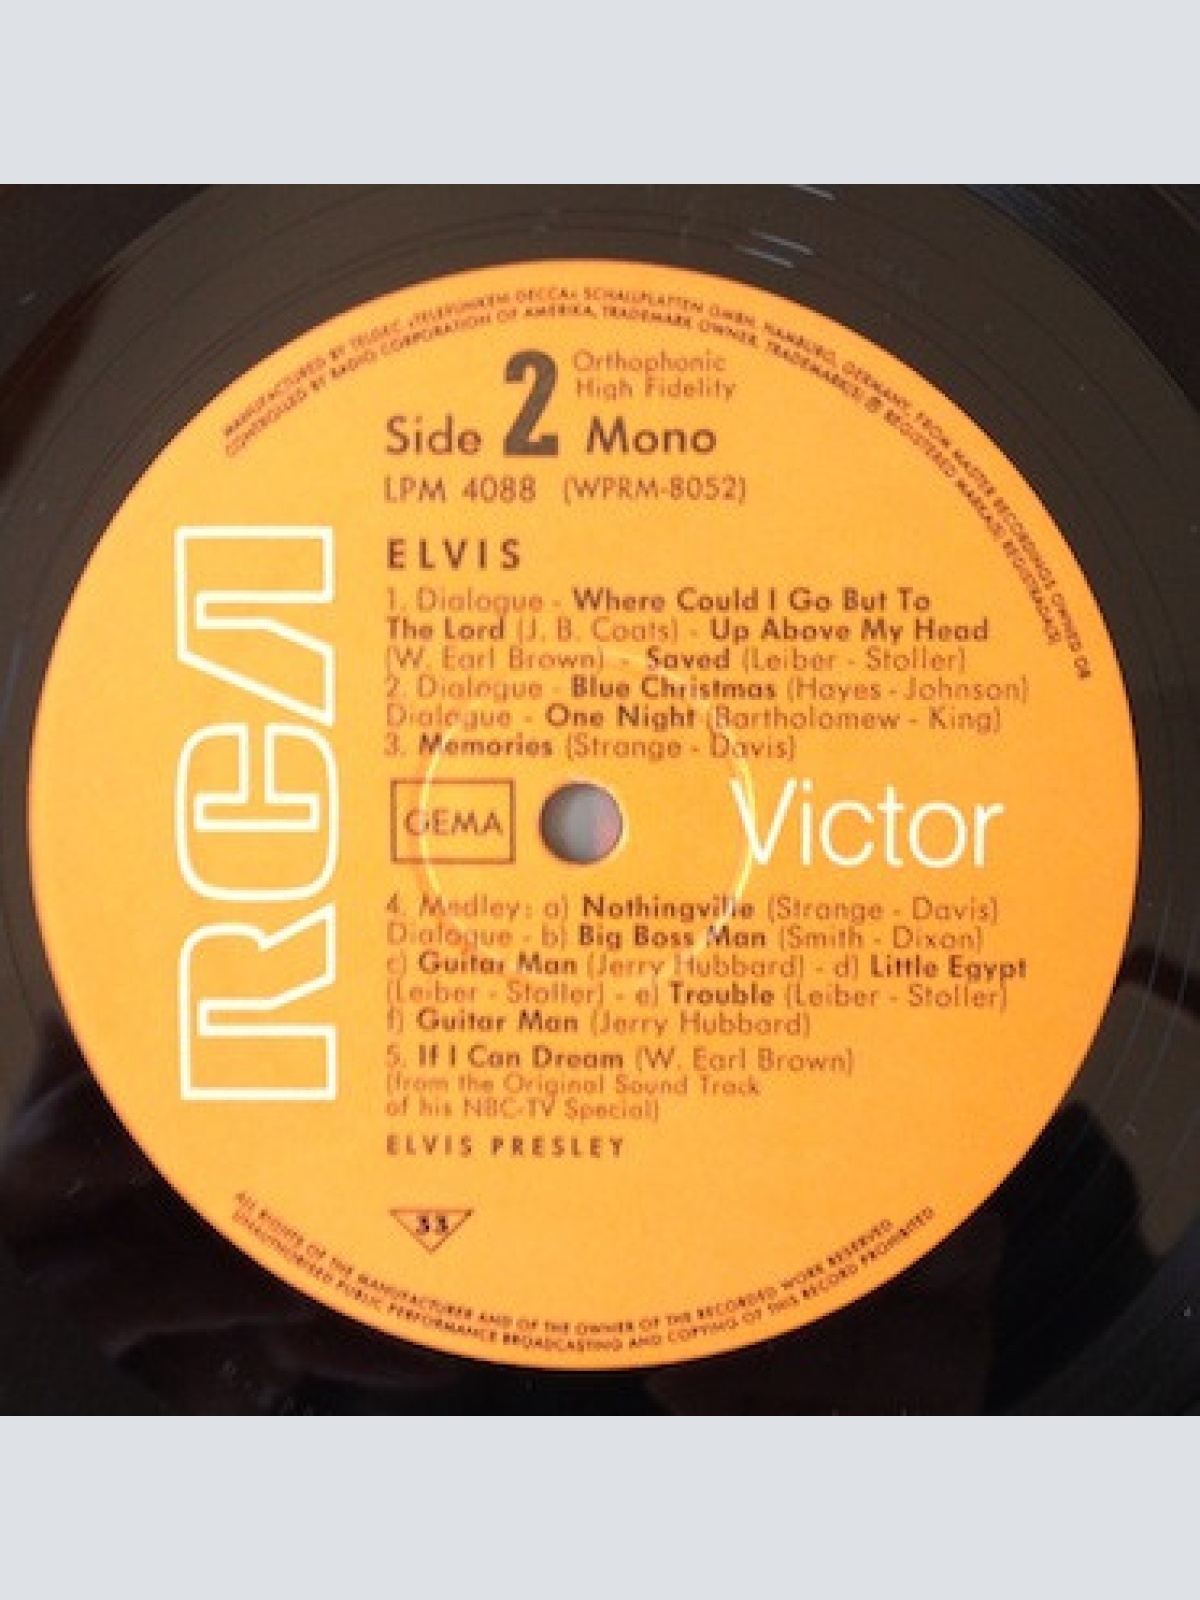 MANUFACTURED BY TELDEC »TELEFUNKEN DECCA« SCHALLPLATTEN GMBH, HAMBURG, GERMANY, FROM MASTER RECORDINGS OWNED OR
CONTROLLED BY RADIO CORPORATION OF AMERIKA, TRADEMARK OWNER, TRADEMARK(S) ® REGISTERED MARKA(S) REGISTRADA(S)
Side 2 Orthophonic
High Fidelity
Mono
LPM 4088 (WPRM-8052)
ELVIS
1. Dialogue - Where Could I Go But To
The Lord (J. B. Coats) - Up Above My Head
(W. Earl Brown) - Saved (Leiber - Stoller)
2. Dialogue - Blue Christmas (Hayes - Johnson)
Dialogue - One Night (Bartholomew - King)
3. Memories (Strange - Davis)
RCA
GEMA
Victor
4. Medley: a) Nothingville (Strange - Davis)
Dialogue - b) Big Boss Man (Smith - Dixon)
c) Guitar Man (Jerry Hubbard) - d) Little Egypt
(Leiber - Stoller) - e) Trouble (Leiber - Stoller)
f) Guitar Man (Jerry Hubbard)
5. If I Can Dream (W. Earl Brown)
(from the Original Sound Track
of his NBC-TV Special)
ELVIS PRESLEY
33
ALL RIGHTS OF THE MANUFACTURER AND OF THE OWNER OF THE RECORDED WORK RESERVED
UNAUTHORISED PUBLIC PERFORMANCE BROADCASTING AND COPYING OF THIS RECORD PROHIBITED